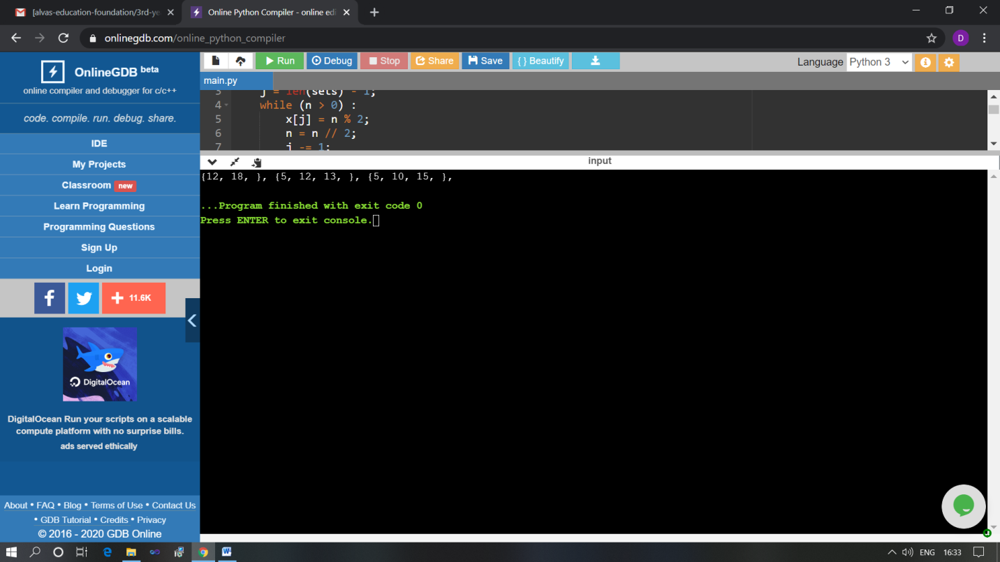 [alvas-education-foundation/3rd-ye
Online Python Compiler - online edi
onlinegdb.com/online_python_compiler
D
OnlineGDB beta
online compiler and debugger for c/c++
code. compile. run. debug. share.
IDE
My Projects
Classroom new
Learn Programming
Programming Questions
Sign Up
Login
11.6K
DigitalOcean
DigitalOcean Run your scripts on a scalable
compute platform with no surprise bills.
ads served ethically
About • FAQ • Blog • Terms of Use • Contact Us
• GDB Tutorial • Credits • Privacy
© 2016 - 2020 GDB Online
Run Debug Stop Share Save { } Beautify
Language Python 3
main.py
3 j = len(sets) - 1;
4 while (n > 0) :
5 x[j] = n % 2;
6 n = n // 2;
7 j -= 1;
input
{12, 18, }, {5, 12, 13, }, {5, 10, 15, },
...Program finished with exit code 0
Press ENTER to exit console.
ENG 16:33